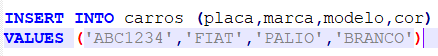 INSERT INTO carros (placa,marca,modelo,cor)
VALUES ('ABC1234','FIAT','PALIO','BRANCO')